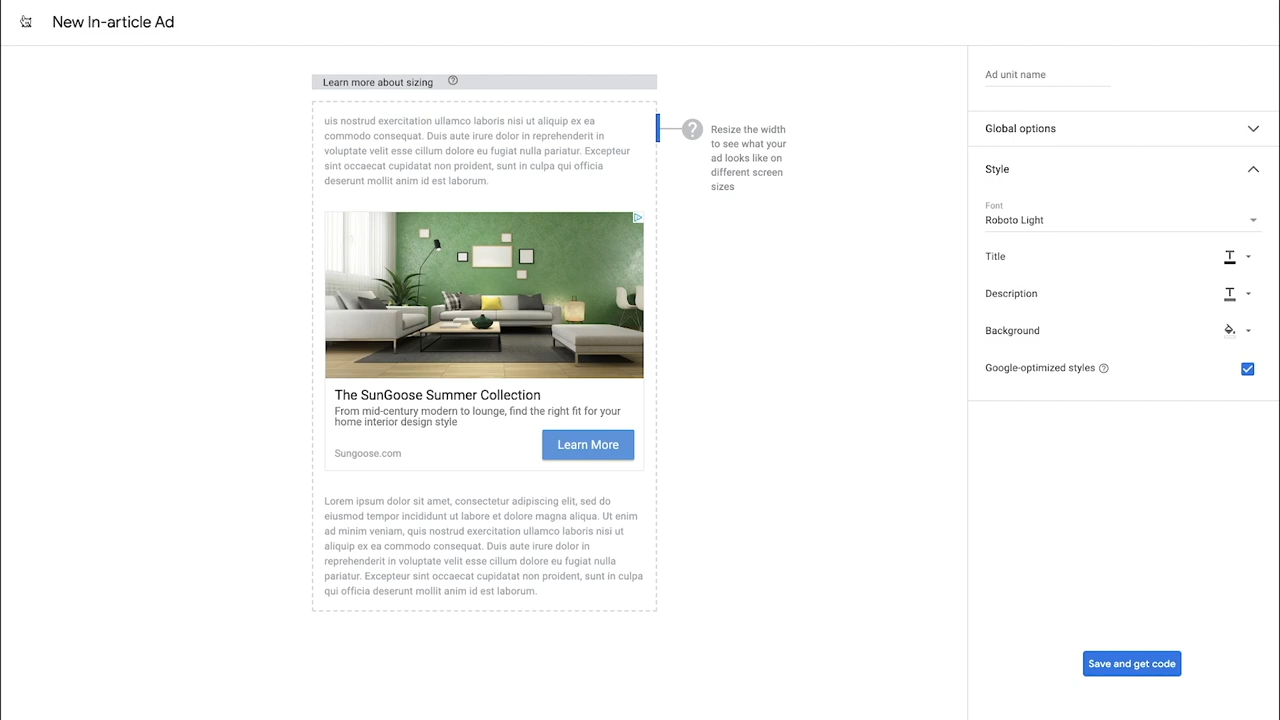 New In-article Ad
Learn more about sizing
uis nostrud exercitation ullamco laboris nisi ut aliquip ex ea
commodo consequat. Duis aute irure dolor in reprehenderit in
voluptate velit esse cillum dolore eu fugiat nulla pariatur. Excepteur
sint occaecat cupidatat non proident, sunt in culpa qui officia
deserunt mollit anim id est laborum.
Resize the width
to see what your
ad looks like on
different screen
sizes
The SunGoose Summer Collection
From mid-century modern to lounge, find the right fit for your
home interior design style
Sungoose.com
Learn More
Lorem ipsum dolor sit amet, consectetur adipiscing elit, sed do
eiusmod tempor incididunt ut labore et dolore magna aliqua. Ut enim
ad minim veniam, quis nostrud exercitation ullamco laboris nisi ut
aliquip ex ea commodo consequat. Duis aute irure dolor in
reprehenderit in voluptate velit esse cillum dolore eu fugiat nulla
pariatur. Excepteur sint occaecat cupidatat non proident, sunt in culpa
qui officia deserunt mollit anim id est laborum.
Ad unit name
Global options
Style
Font
Roboto Light
Title
Description
Background
Google-optimized styles
Save and get code